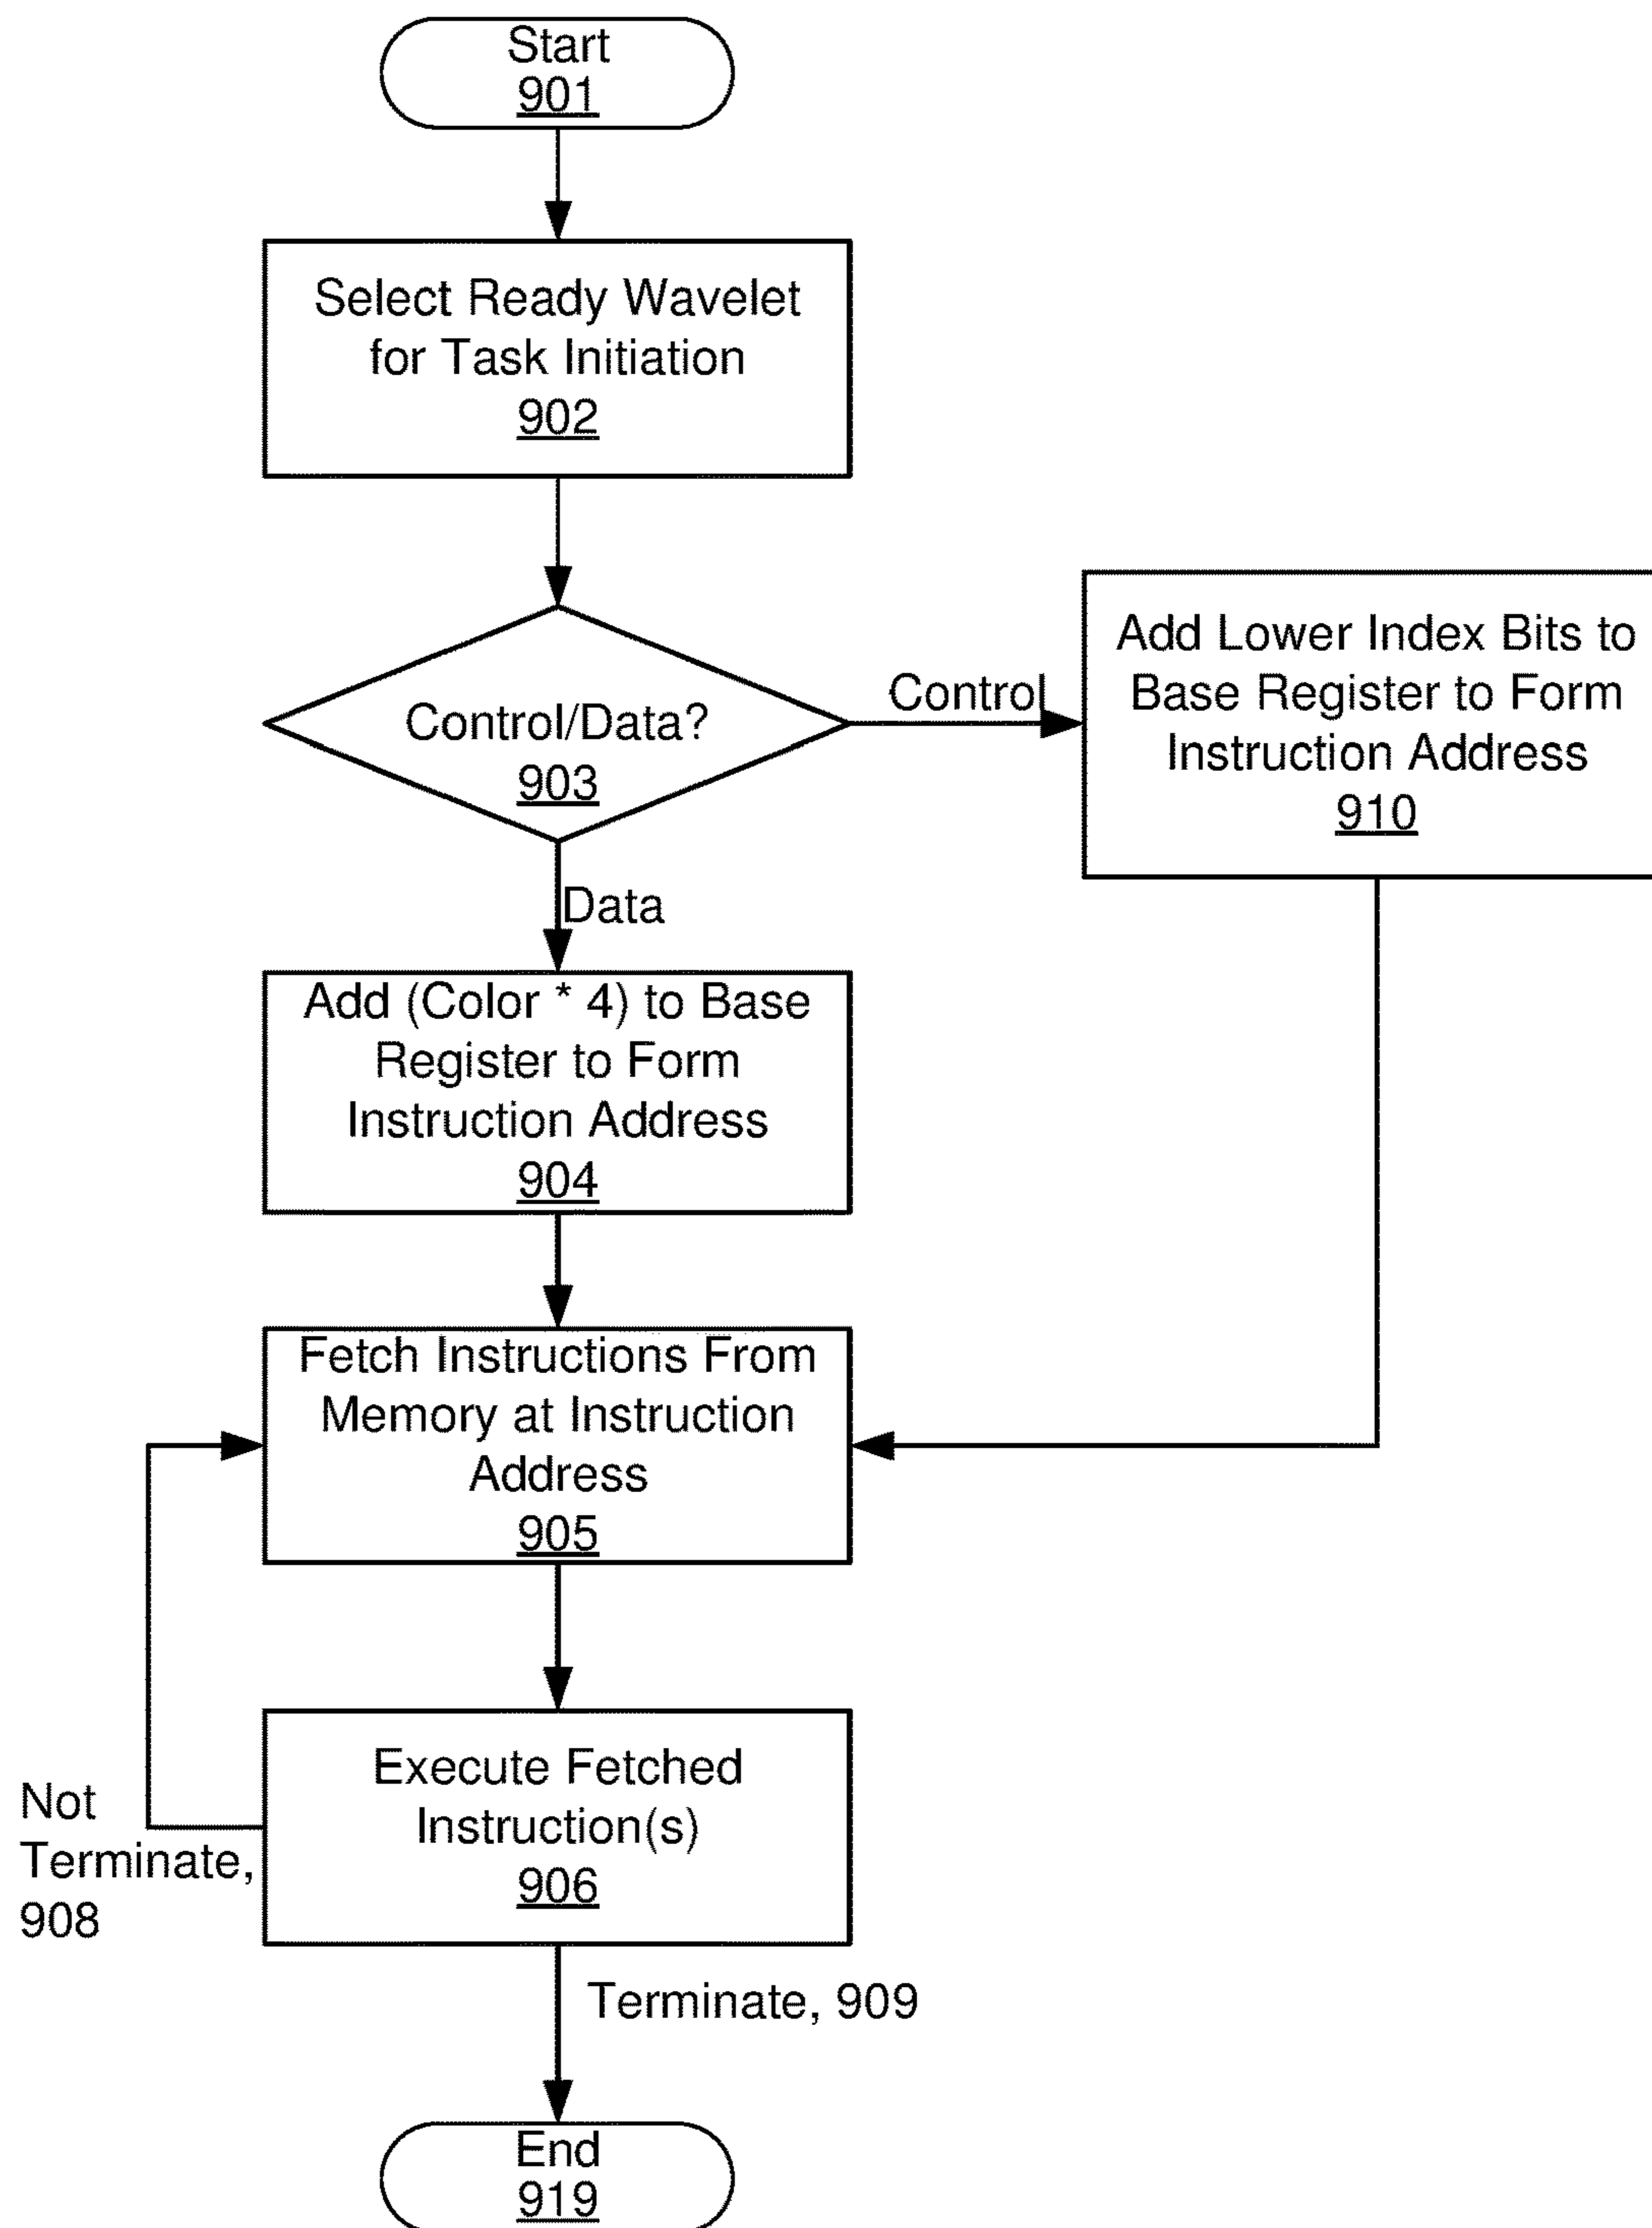 Start
901
Select Ready Wavelet
for Task Initiation
902
Control/Data?
903
Control
Add Lower Index Bits to
Base Register to Form
Instruction Address
910
Data
Add (Color * 4) to Base
Register to Form
Instruction Address
904
Fetch Instructions From
Memory at Instruction
Address
905
Execute Fetched
Instruction(s)
906
Not
Terminate,
908
Terminate, 909
End
919